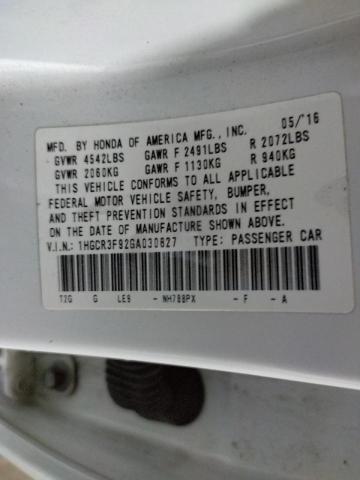 MFD. BY HONDA OF AMERICA MFG., INC. 05/'16
GVWR 4542LBS GAWR F 2491LBS R 2072LBS
GVWR 2060KG GAWR F 1130KG R 940KG
THIS VEHICLE CONFORMS TO ALL APPLICABLE
FEDERAL MOTOR VEHICLE SAFETY, BUMPER,
AND THEFT PREVENTION STANDARDS IN EFFECT
ON THE DATE OF MANUFACTURE SHOWN ABOVE.
V.I.N.: 1HGCR3F92GA030627 TYPE: PASSENGER CAR
T2G G LE9 - NH788PX - F - A